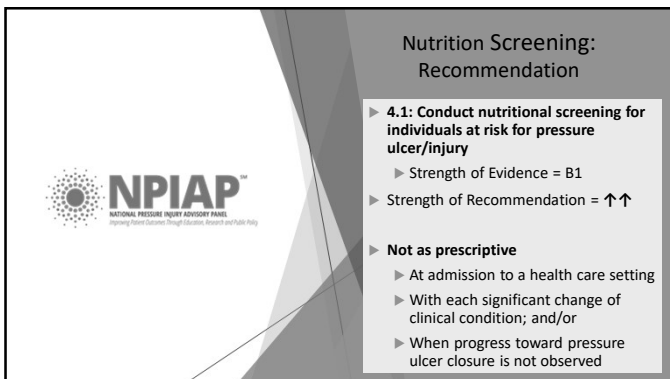 NPIAP℠
NATIONAL PRESSURE INJURY ADVISORY PANEL
Improving Patient Outcomes Through Education, Research and Public Policy
Nutrition Screening:
Recommendation
4.1: Conduct nutritional screening for
individuals at risk for pressure
ulcer/injury
Strength of Evidence = B1
Strength of Recommendation = ↑↑
Not as prescriptive
At admission to a health care setting
With each significant change of
clinical condition; and/or
When progress toward pressure
ulcer closure is not observed